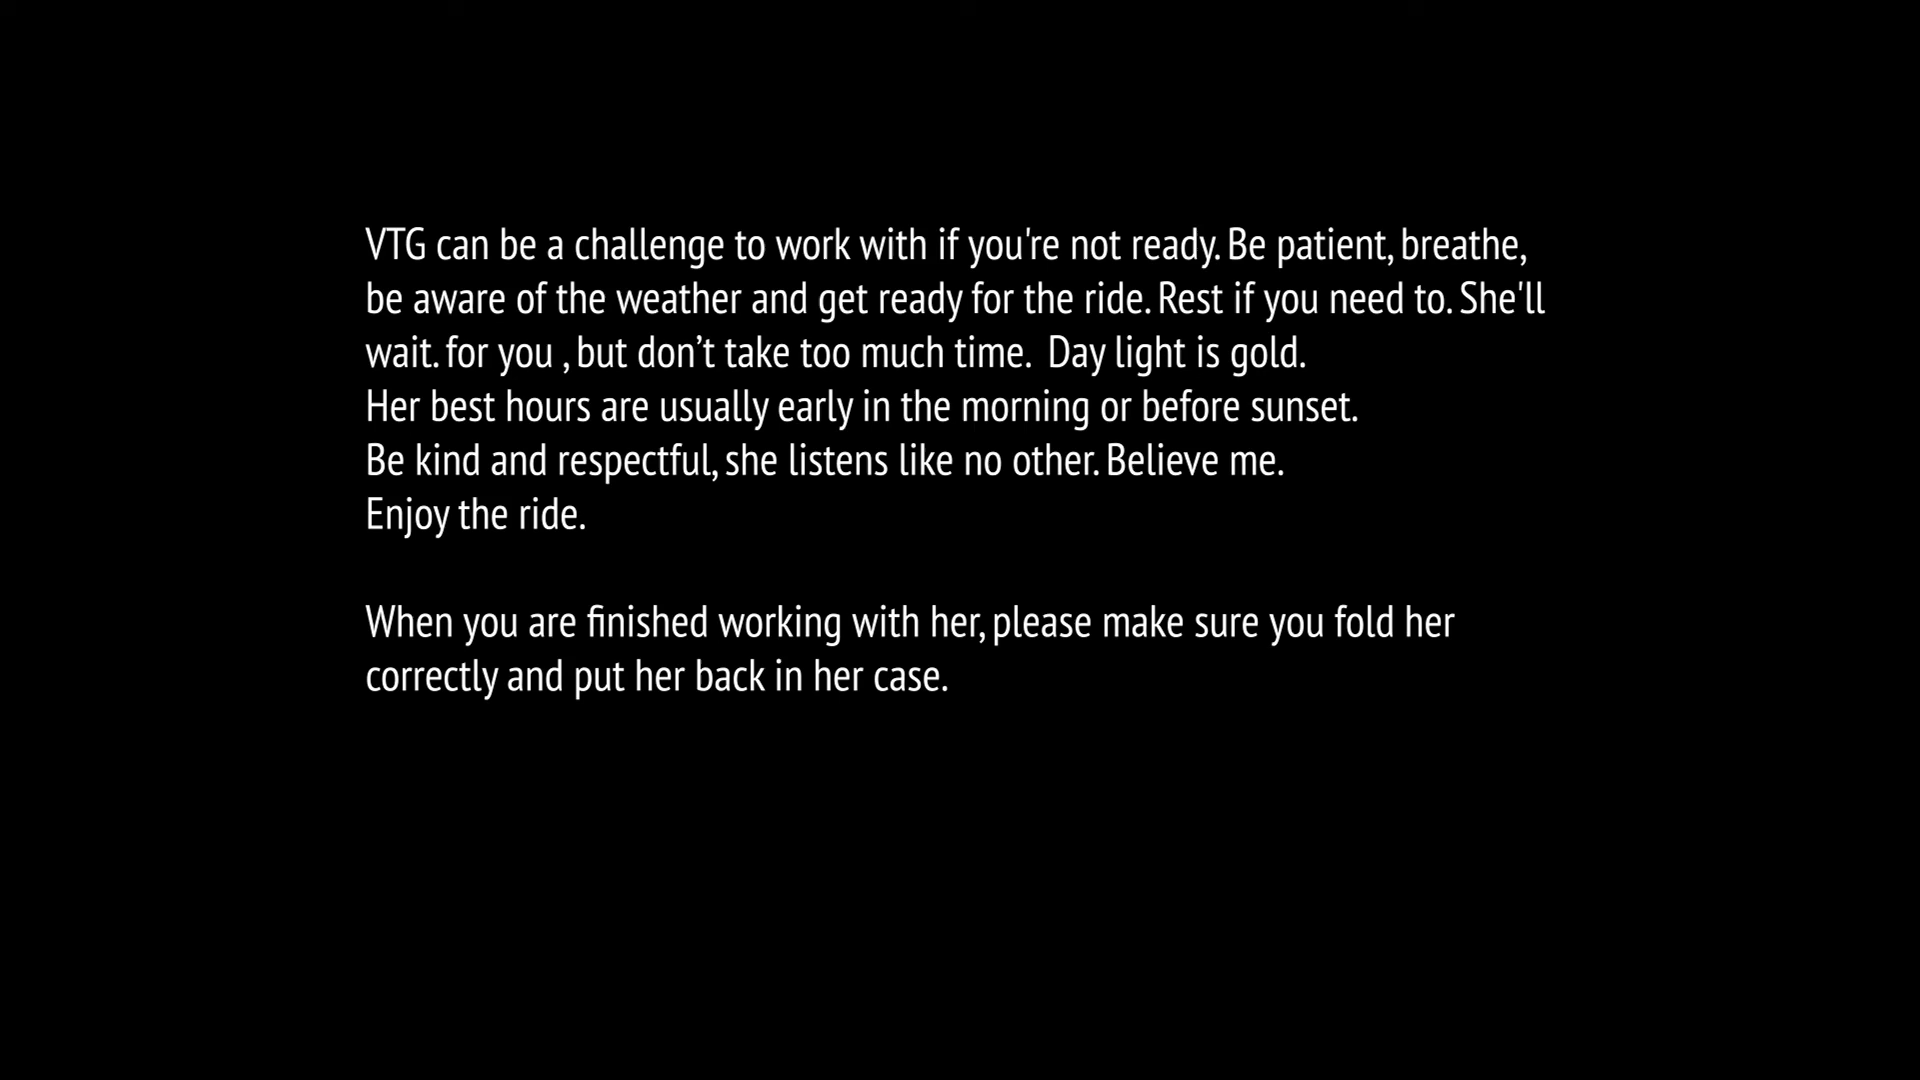 VTG can be a challenge to work with if you're not ready. Be patient, breathe,
be aware of the weather and get ready for the ride. Rest if you need to. She'll
wait. for you , but don’t take too much time.  Day light is gold.
Her best hours are usually early in the morning or before sunset.
Be kind and respectful, she listens like no other. Believe me.
Enjoy the ride.
When you are finished working with her, please make sure you fold her
correctly and put her back in her case.